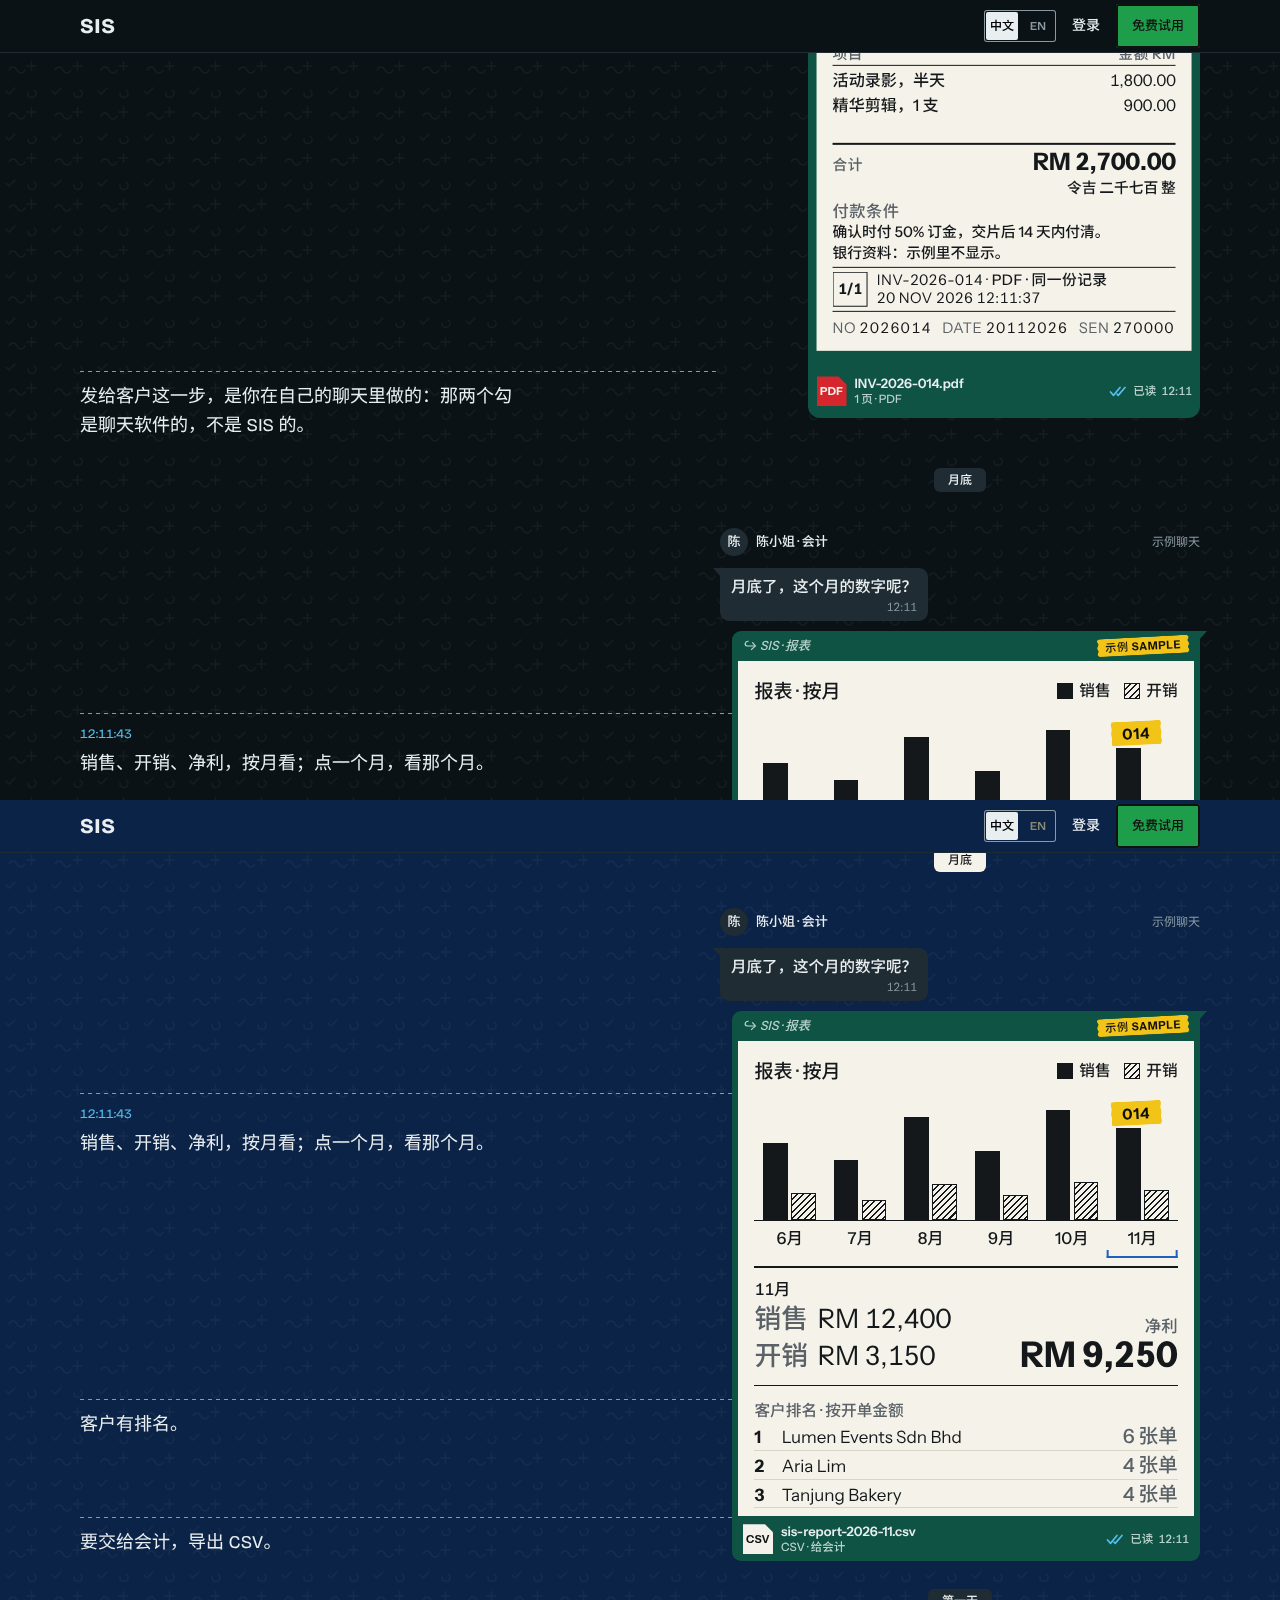 SIS
中文 EN 登录 免费试用
项目 金额 RM
活动录影，半天 1,800.00
精华剪辑，1支 900.00
合计 RM 2,700.00
令吉 二千七百 整
付款条件
确认时付 50% 订金，交片后 14 天内付清。
银行资料：示例里不显示。
1/1
INV-2026-014 · PDF · 同一份记录
20 NOV 2026 12:11:37
NO 2026014 DATE 20112026 SEN 270000
PDF
INV-2026-014.pdf
1页 · PDF
已读 12:11
发给客户这一步，是你在自己的聊天里做的：那两个勾
是聊天软件的，不是 SIS 的。
月底
陈 陈小姐 · 会计 示例聊天
月底了，这个月的数字呢？
12:11
SIS · 报表 示例 SAMPLE
报表 · 按月 销售 开销
014
12:11:43
销售、开销、净利，按月看；点一个月，看那个月。
SIS
中文 EN 登录 免费试用
月底
陈 陈小姐 · 会计 示例聊天
月底了，这个月的数字呢？
12:11
SIS · 报表 示例 SAMPLE
报表 · 按月 销售 开销
014
6月 7月 8月 9月 10月 11月
12:11:43
销售、开销、净利，按月看；点一个月，看那个月。
11月
销售 RM 12,400
开销 RM 3,150
净利
RM 9,250
客户有排名。
客户排名 · 按开单金额
1 Lumen Events Sdn Bhd 6 张单
2 Aria Lim 4 张单
3 Tanjung Bakery 4 张单
要交给会计，导出 CSV。
CSV
sis-report-2026-11.csv
CSV · 给会计
已读 12:11
第一天